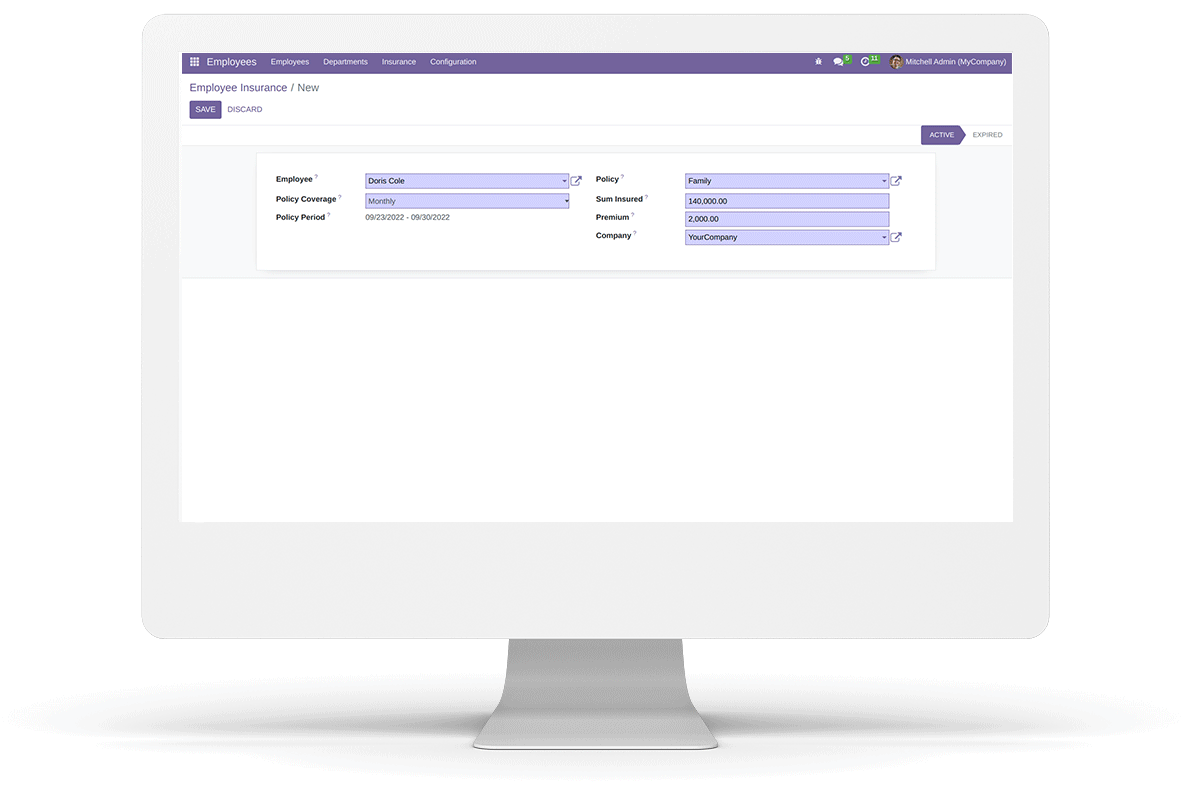 Employees Employees Departments Insurance Configuration 5 11 Mitchell Admin (MyCompany)
Employee Insurance / New
SAVE DISCARD
ACTIVE EXPIRED
Employee ? Doris Cole Policy ? Family
Policy Coverage ? Monthly Sum Insured ? 140,000.00
Policy Period ? 09/23/2022 - 09/30/2022 Premium ? 2,000.00
Company ? YourCompany